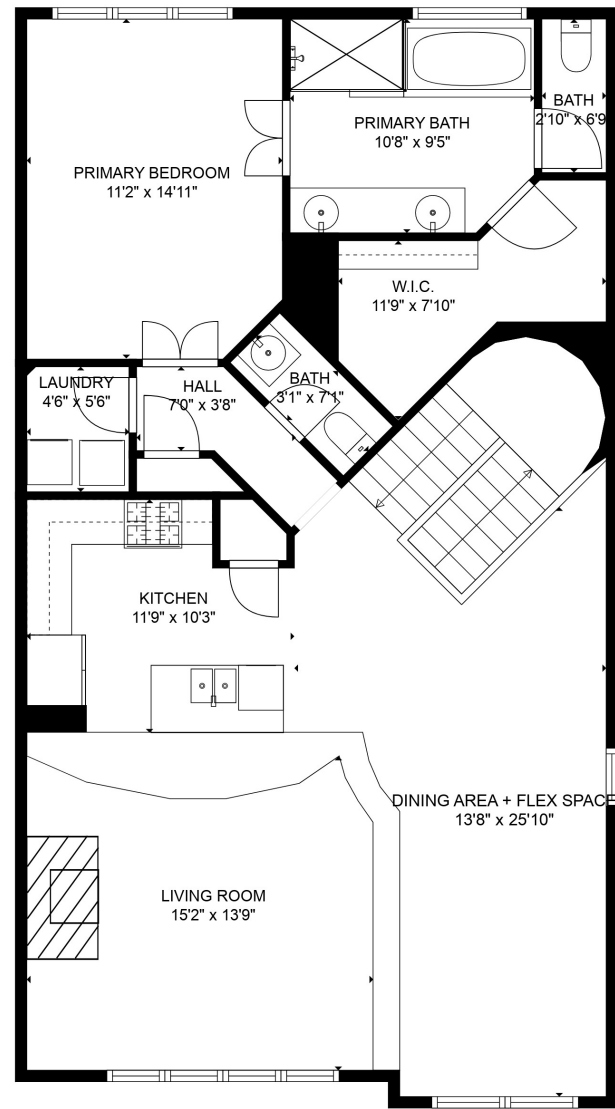 BATH
2'10" x 6'9
PRIMARY BATH
10'8" x 9'5"
PRIMARY BEDROOM
11'2" x 14'11"
W.I.C.
11'9" x 7'10"
LAUNDRY
4'6" x 5'6"
HALL
7'0" x 3'8"
BATH
3'1" x 7'1"
KITCHEN
11'9" x 10'3"
DINING AREA + FLEX SPACE
13'8" x 25'10"
LIVING ROOM
15'2" x 13'9"